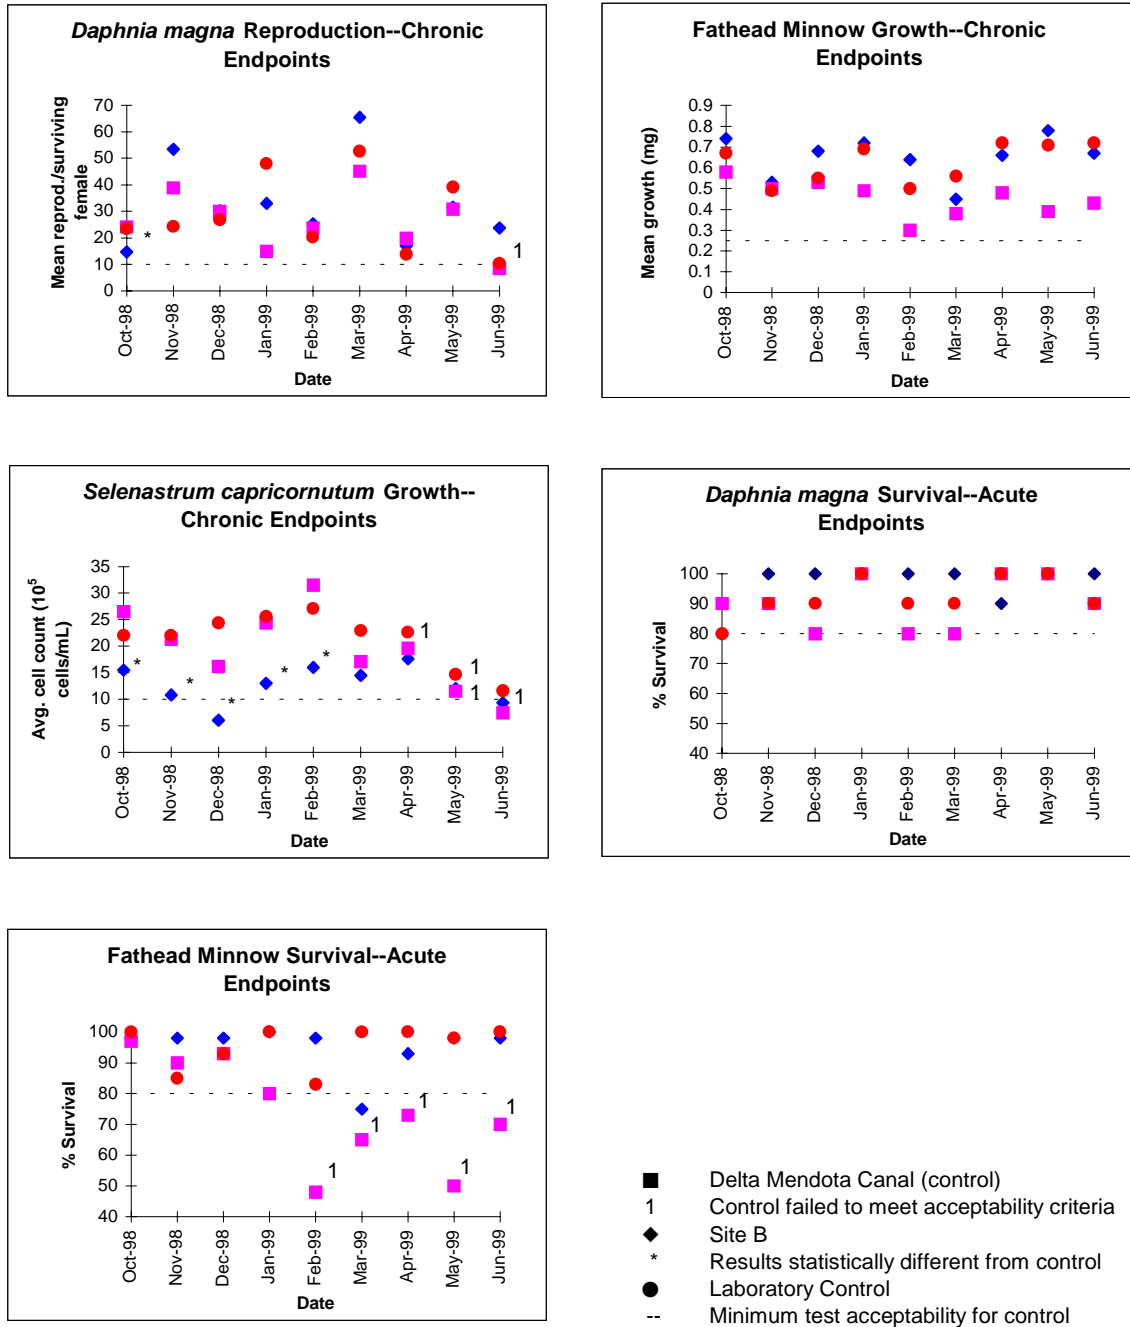 Daphnia magna Reproduction--Chronic
Endpoints
Mean reprod./surviving
female
70
60
50
40
30
20
10
0
*
1
Oct-98
Nov-98
Dec-98
Jan-99
Feb-99
Mar-99
Apr-99
May-99
Jun-99
Date
Fathead Minnow Growth--Chronic
Endpoints
Mean growth (mg)
0.9
0.8
0.7
0.6
0.5
0.4
0.3
0.2
0.1
0
Oct-98
Nov-98
Dec-98
Jan-99
Feb-99
Mar-99
Apr-99
May-99
Jun-99
Date
Selenastrum capricornutum Growth--
Chronic Endpoints
Avg. cell count (10⁵
cells/mL)
35
30
25
20
15
10
5
0
*
*
*
*
*
1
1
1
1
Oct-98
Nov-98
Dec-98
Jan-99
Feb-99
Mar-99
Apr-99
May-99
Jun-99
Date
Daphnia magna Survival--Acute
Endpoints
% Survival
100
90
80
70
60
50
40
Oct-98
Nov-98
Dec-98
Jan-99
Feb-99
Mar-99
Apr-99
May-99
Jun-99
Date
Fathead Minnow Survival--Acute
Endpoints
% Survival
100
90
80
70
60
50
40
1
1
1
1
1
Oct-98
Nov-98
Dec-98
Jan-99
Feb-99
Mar-99
Apr-99
May-99
Jun-99
Date
Delta Mendota Canal (control)
1 Control failed to meet acceptability criteria
Site B
* Results statistically different from control
Laboratory Control
-- Minimum test acceptability for control